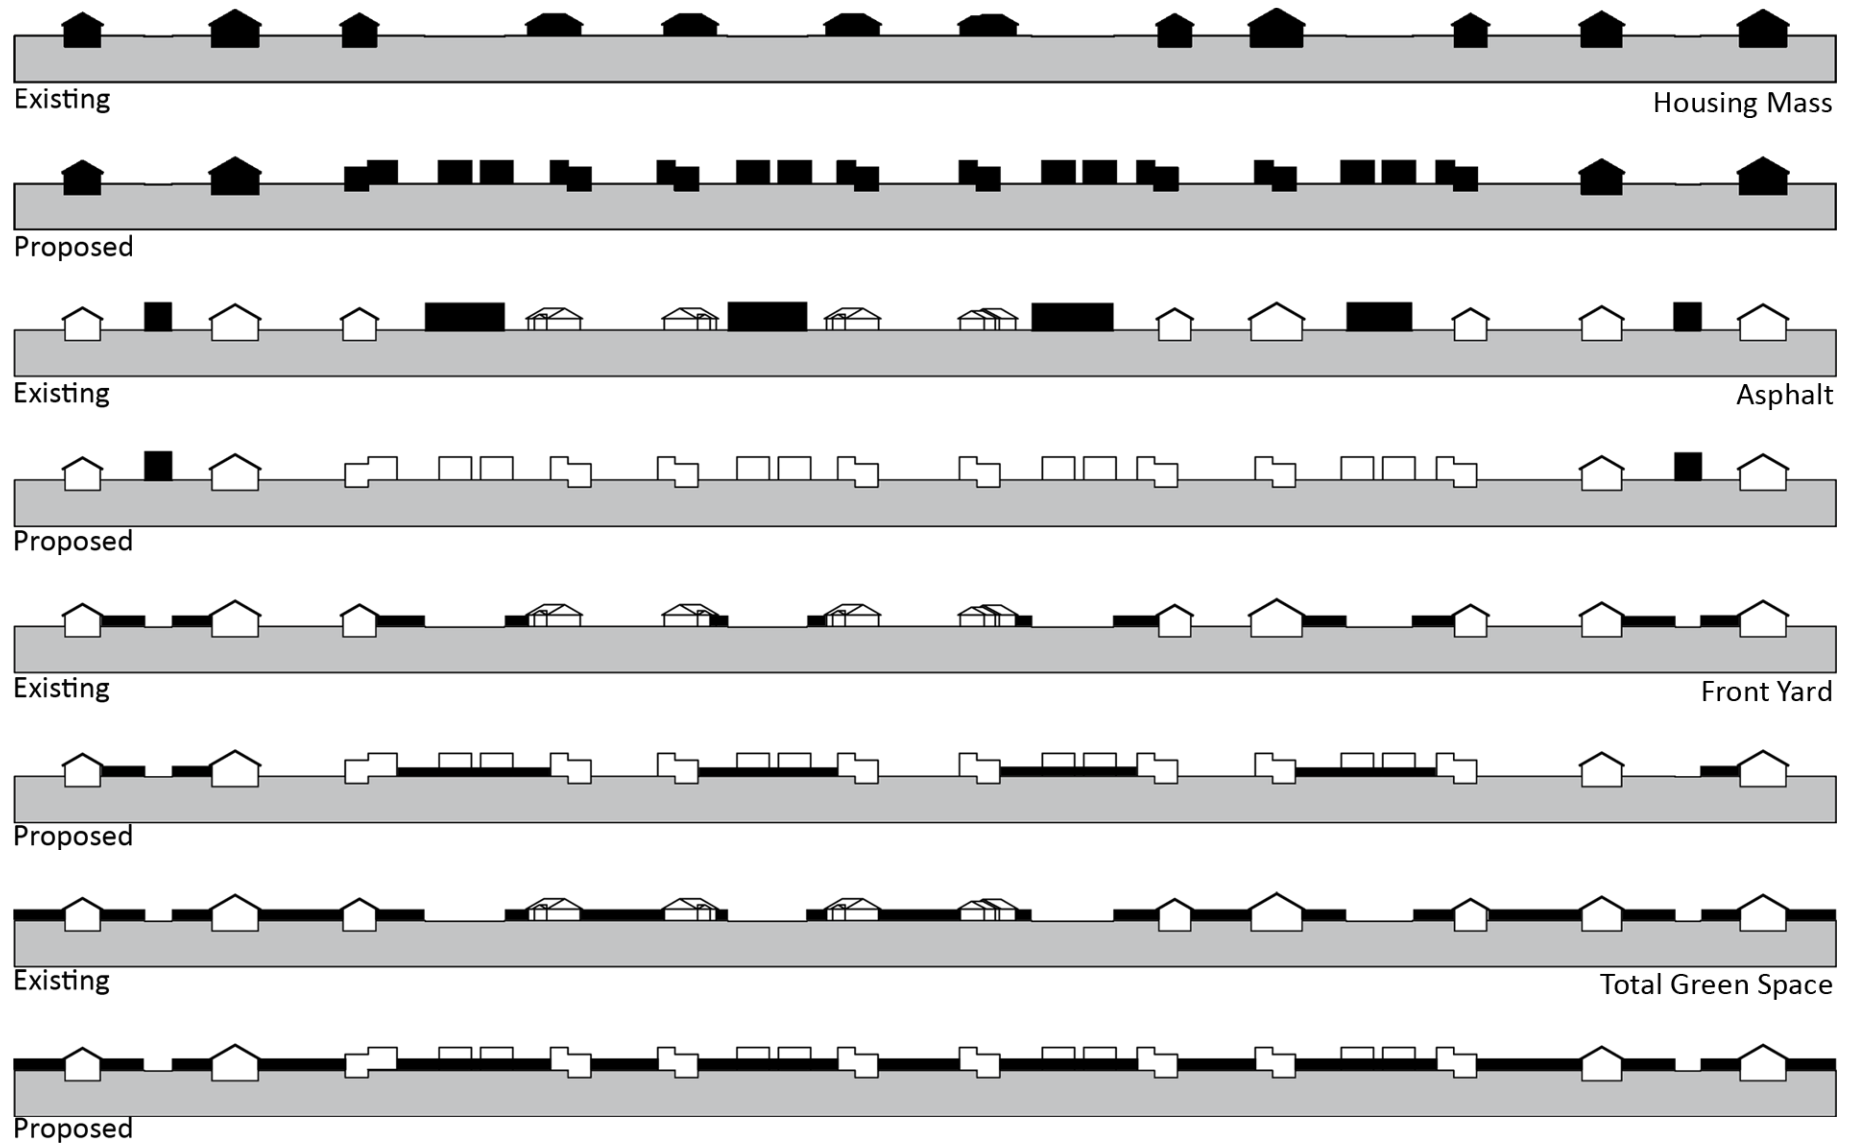 Existing
Housing Mass
Proposed
Existing
Asphalt
Proposed
Existing
Front Yard
Proposed
Existing
Total Green Space
Proposed